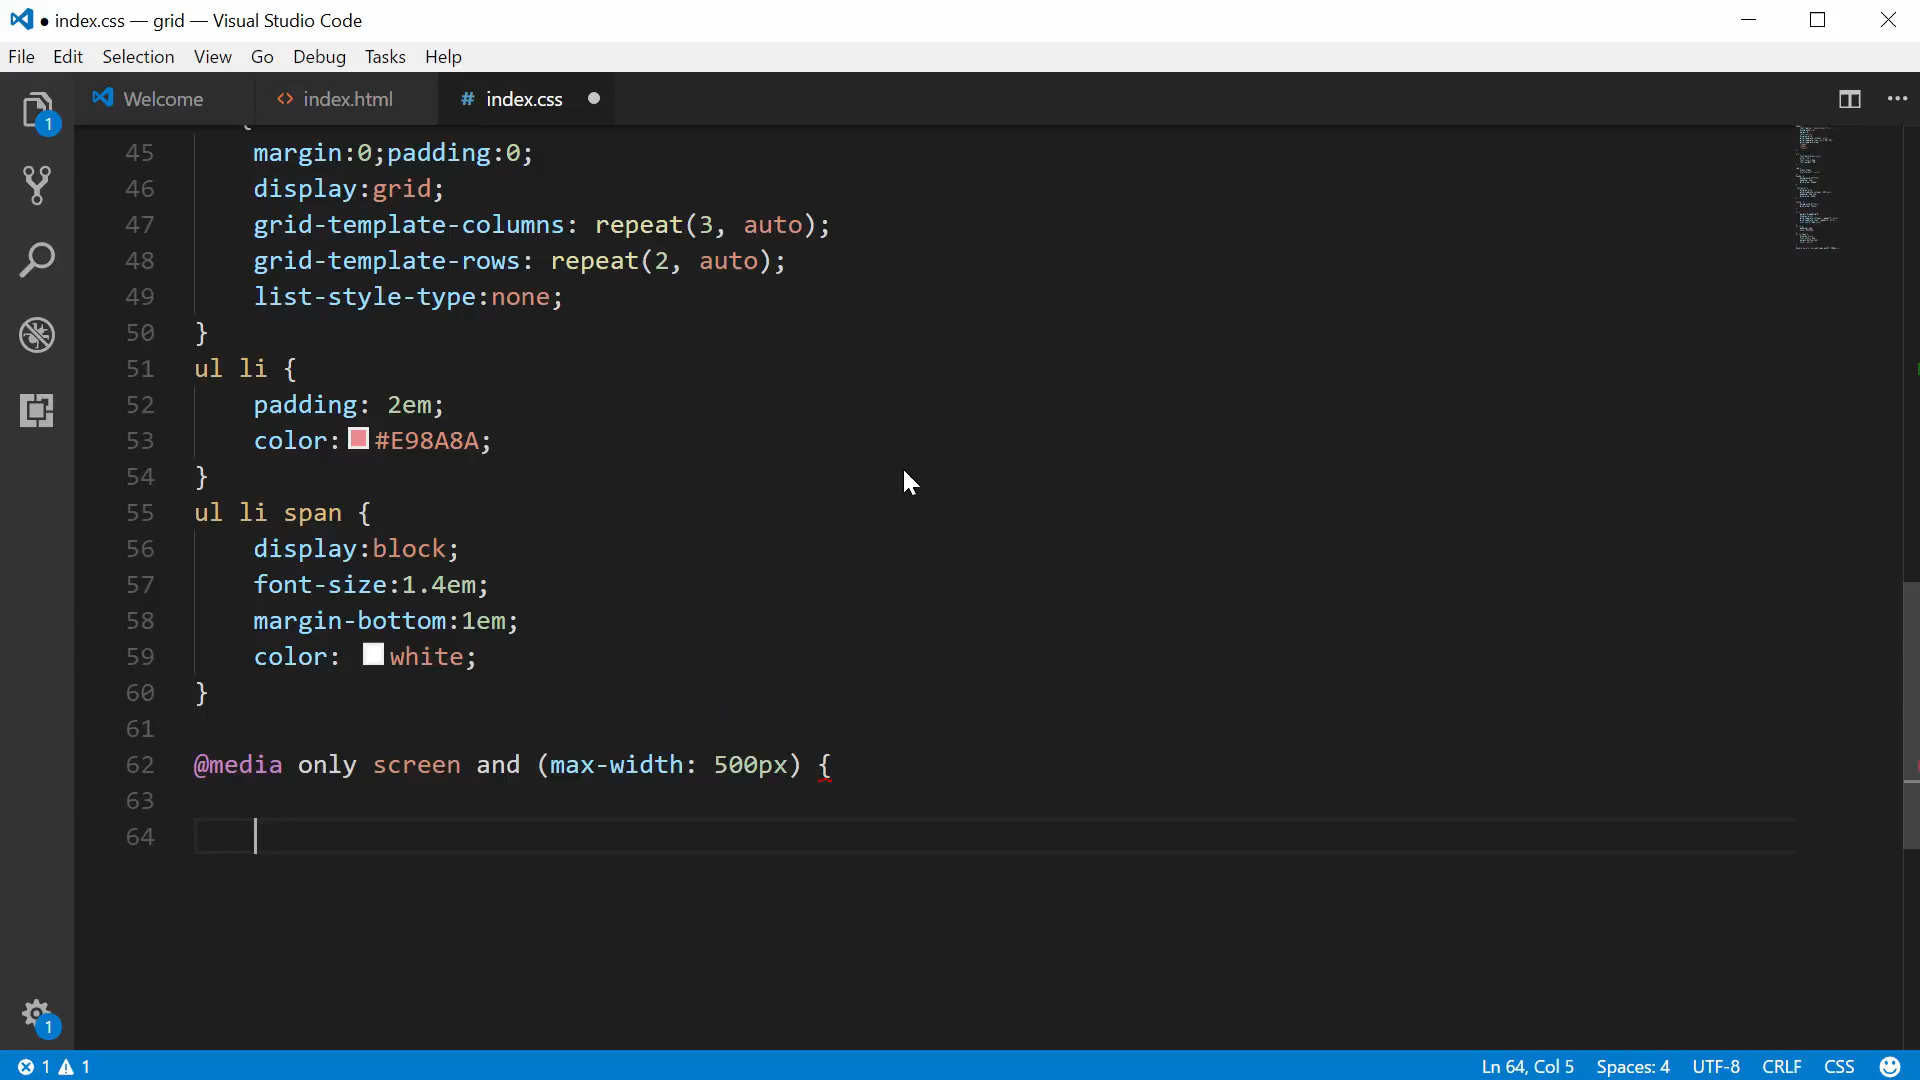 ● index.css — grid — Visual Studio Code
File Edit Selection View Go Debug Tasks Help
Welcome <> index.html # index.css ●
1
45 margin:0;padding:0;
46 display:grid;
47 grid-template-columns: repeat(3, auto);
48 grid-template-rows: repeat(2, auto);
49 list-style-type:none;
50 }
51 ul li {
52 padding: 2em;
53 color:#E98A8A;
54 }
55 ul li span {
56 display:block;
57 font-size:1.4em;
58 margin-bottom:1em;
59 color: white;
60 }
61
62 @media only screen and (max-width: 500px) {
63
64
1
1 1 Ln 64, Col 5 Spaces: 4 UTF-8 CRLF CSS